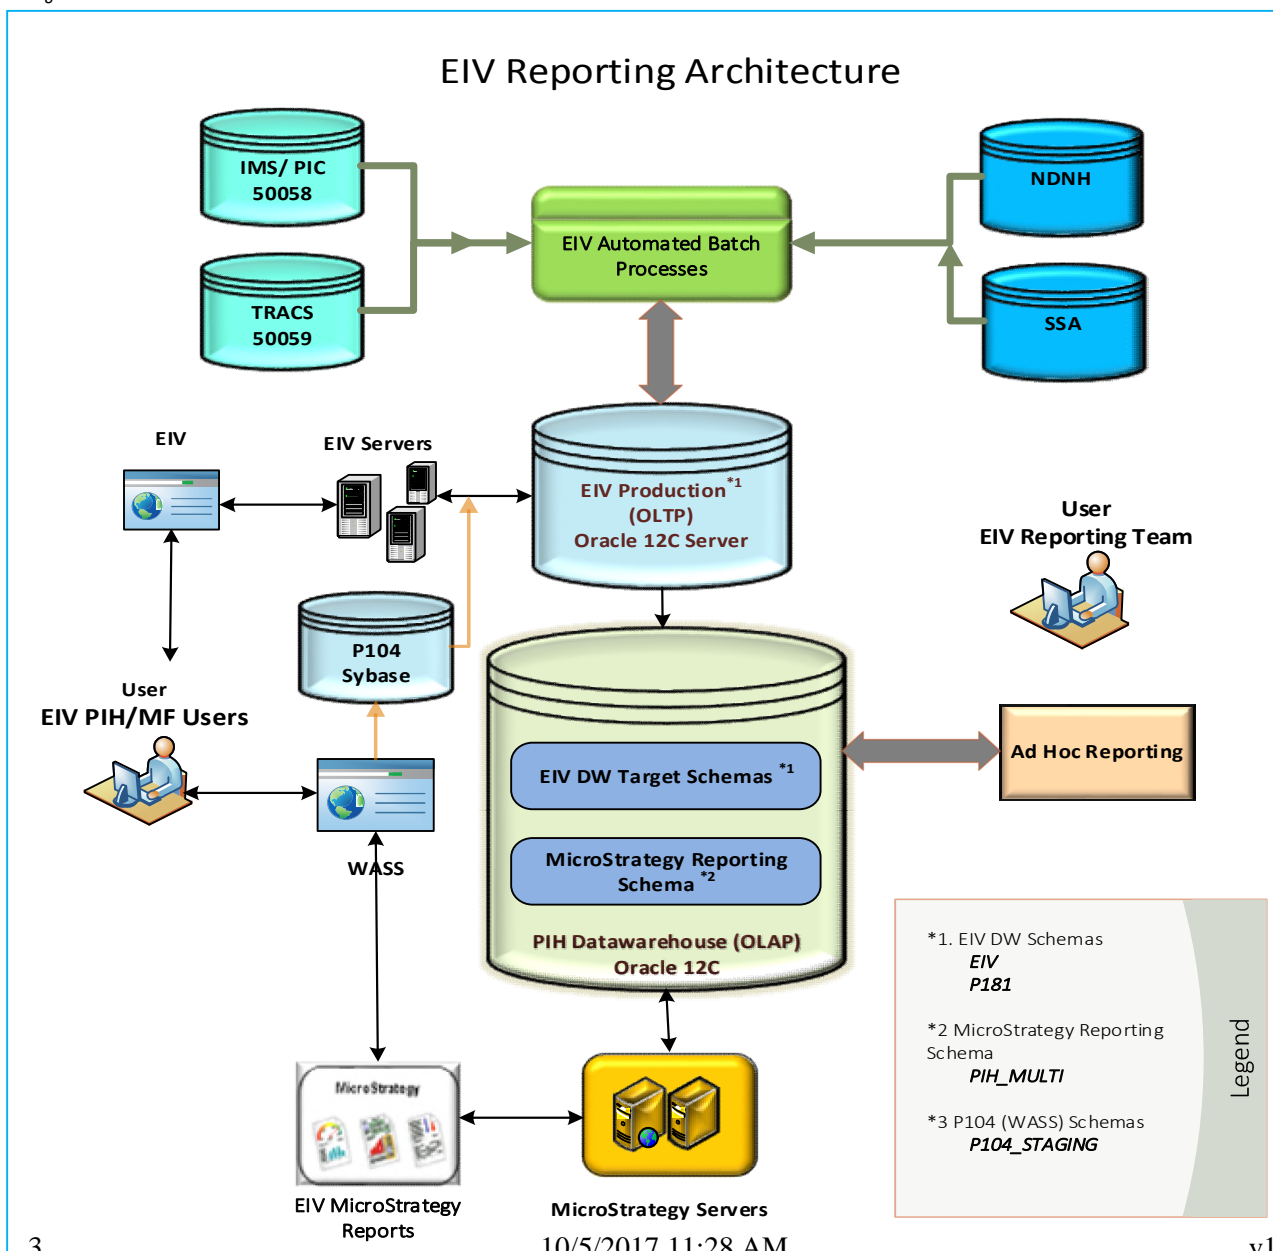 EIV Reporting Architecture
IMS/ PIC
50058
NDNH
EIV Automated Batch
Processes
TRACS
50059
SSA
EIV
EIV Servers
EIV Production*1
(OLTP)
Oracle 12C Server
User
EIV Reporting Team
P104
Sybase
User
EIV PIH/MF Users
EIV DW Target Schemas *1
Ad Hoc Reporting
WASS
MicroStrategy Reporting
Schema *2
PIH Datawarehouse (OLAP)
Oracle 12C
*1. EIV DW Schemas
EIV
P181
*2 MicroStrategy Reporting
Schema
PIH_MULTI
*3 P104 (WASS) Schemas
P104_STAGING
Legend
MicroStrategy
EIV MicroStrategy
Reports
MicroStrategy Servers
3
10/5/2017 11:28 AM
v1